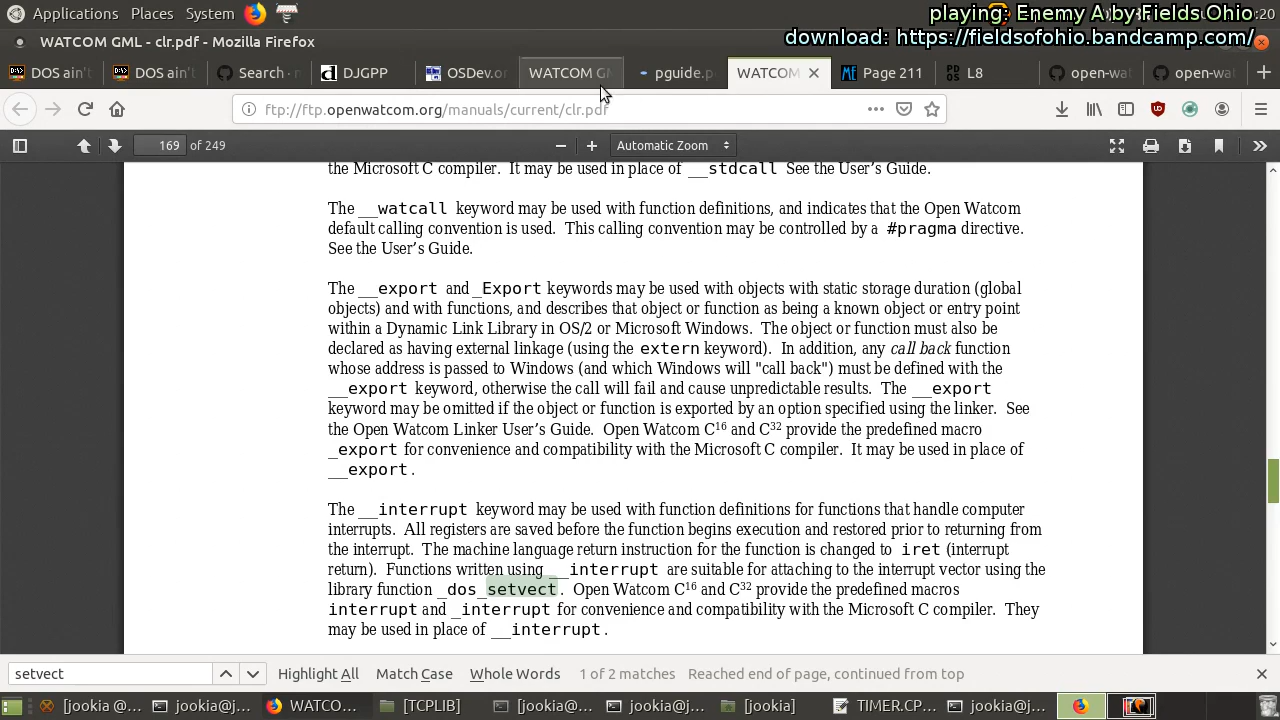 Applications Places System
20
playing: Enemy A by Fields Ohio
download: https://fieldsofohio.bandcamp.com/
WATCOM GML - clr.pdf - Mozilla Firefox
DOS ain't
DOS ain't
Search · n
DJGPP
OSDev.or
WATCOM GM
pguide.p
WATCOM
Page 211
L8
open-wa
open-wa
ftp://ftp.openwatcom.org/manuals/current/clr.pdf
169 of 249
Automatic Zoom
the Microsoft C compiler. It may be used in place of __stdcall See the User's Guide.
The __watcall keyword may be used with function definitions, and indicates that the Open Watcom
default calling convention is used. This calling convention may be controlled by a #pragma directive.
See the User's Guide.
The __export and _Export keywords may be used with objects with static storage duration (global
objects) and with functions, and describes that object or function as being a known object or entry point
within a Dynamic Link Library in OS/2 or Microsoft Windows. The object or function must also be
declared as having external linkage (using the extern keyword). In addition, any call back function
whose address is passed to Windows (and which Windows will "call back") must be defined with the
__export keyword, otherwise the call will fail and cause unpredictable results. The __export
keyword may be omitted if the object or function is exported by an option specified using the linker. See
the Open Watcom Linker User's Guide. Open Watcom C16 and C32 provide the predefined macro
_export for convenience and compatibility with the Microsoft C compiler. It may be used in place of
__export.
The __interrupt keyword may be used with function definitions for functions that handle computer
interrupts. All registers are saved before the function begins execution and restored prior to returning from
the interrupt. The machine language return instruction for the function is changed to iret (interrupt
return). Functions written using __interrupt are suitable for attaching to the interrupt vector using the
library function _dos_setvect. Open Watcom C16 and C32 provide the predefined macros
interrupt and _interrupt for convenience and compatibility with the Microsoft C compiler. They
may be used in place of __interrupt.
setvect
Highlight All
Match Case
Whole Words
1 of 2 matches
Reached end of page, continued from top
[jookia @...
jookia@j...
WATCO...
[TCPLIB]
[jookia@...
jookia@j...
[jookia]
TIMER.CP...
jookia@j...